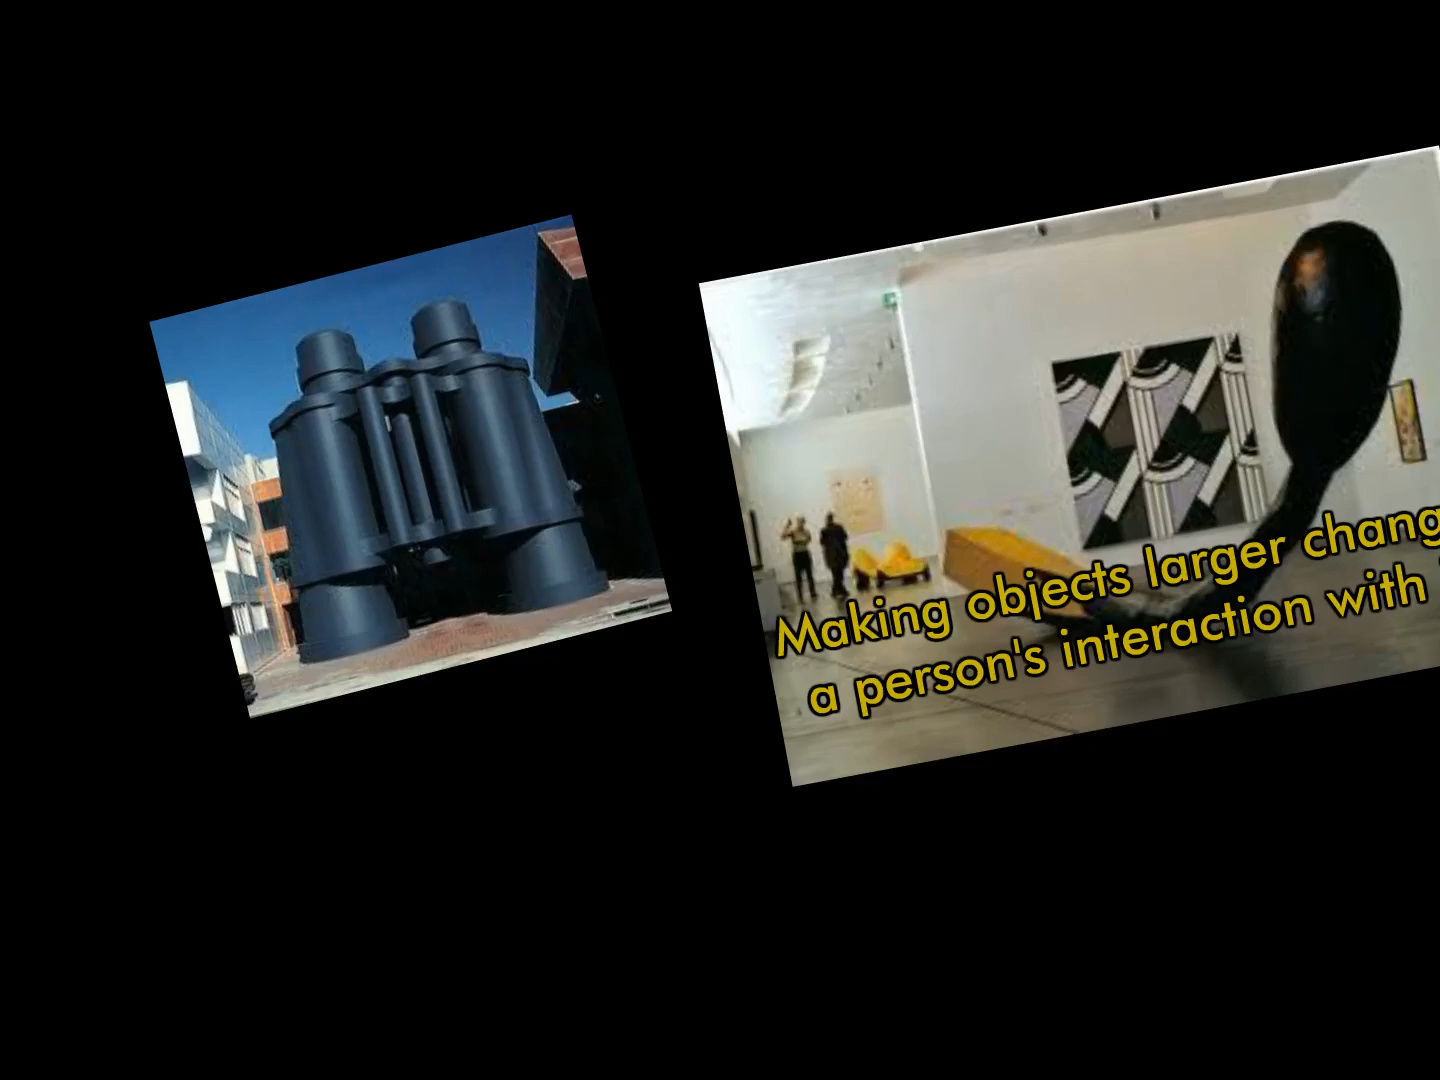 Making objects larger chang
a person's interaction with